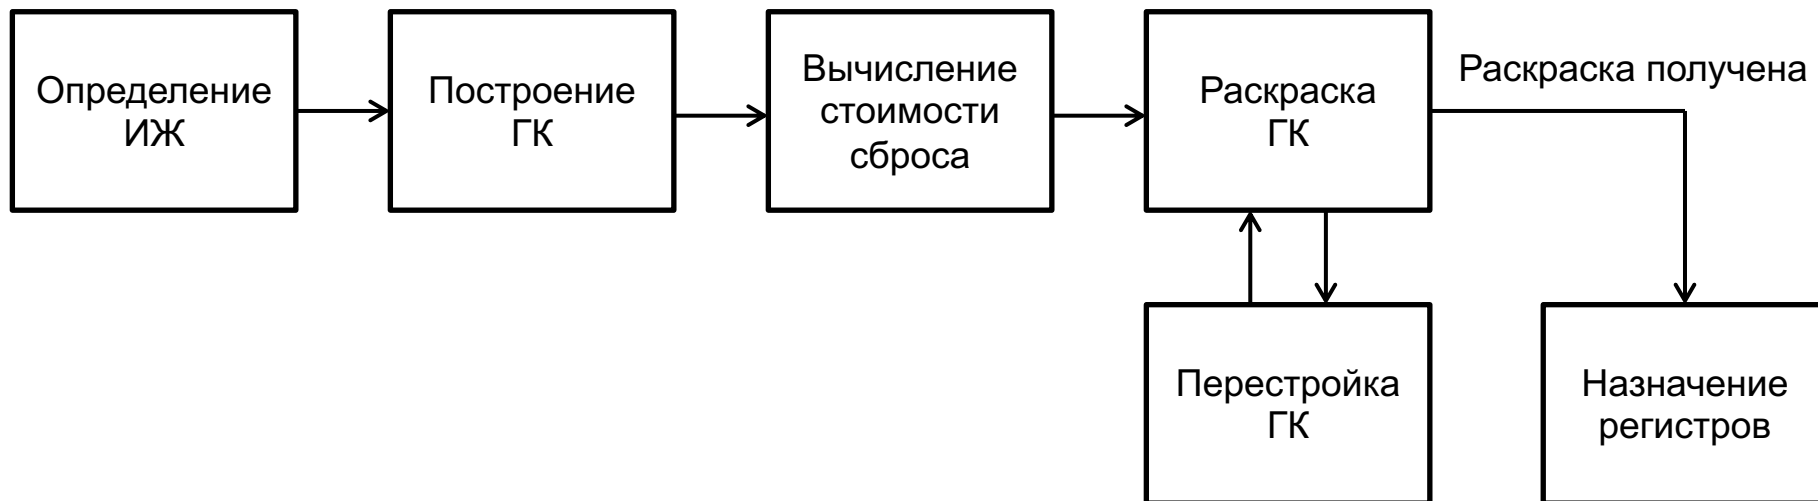 Определение
ИЖ
Построение
ГК
Вычисление
стоимости
сброса
Раскраска
ГК
Раскраска получена
Перестройка
ГК
Назначение
регистров